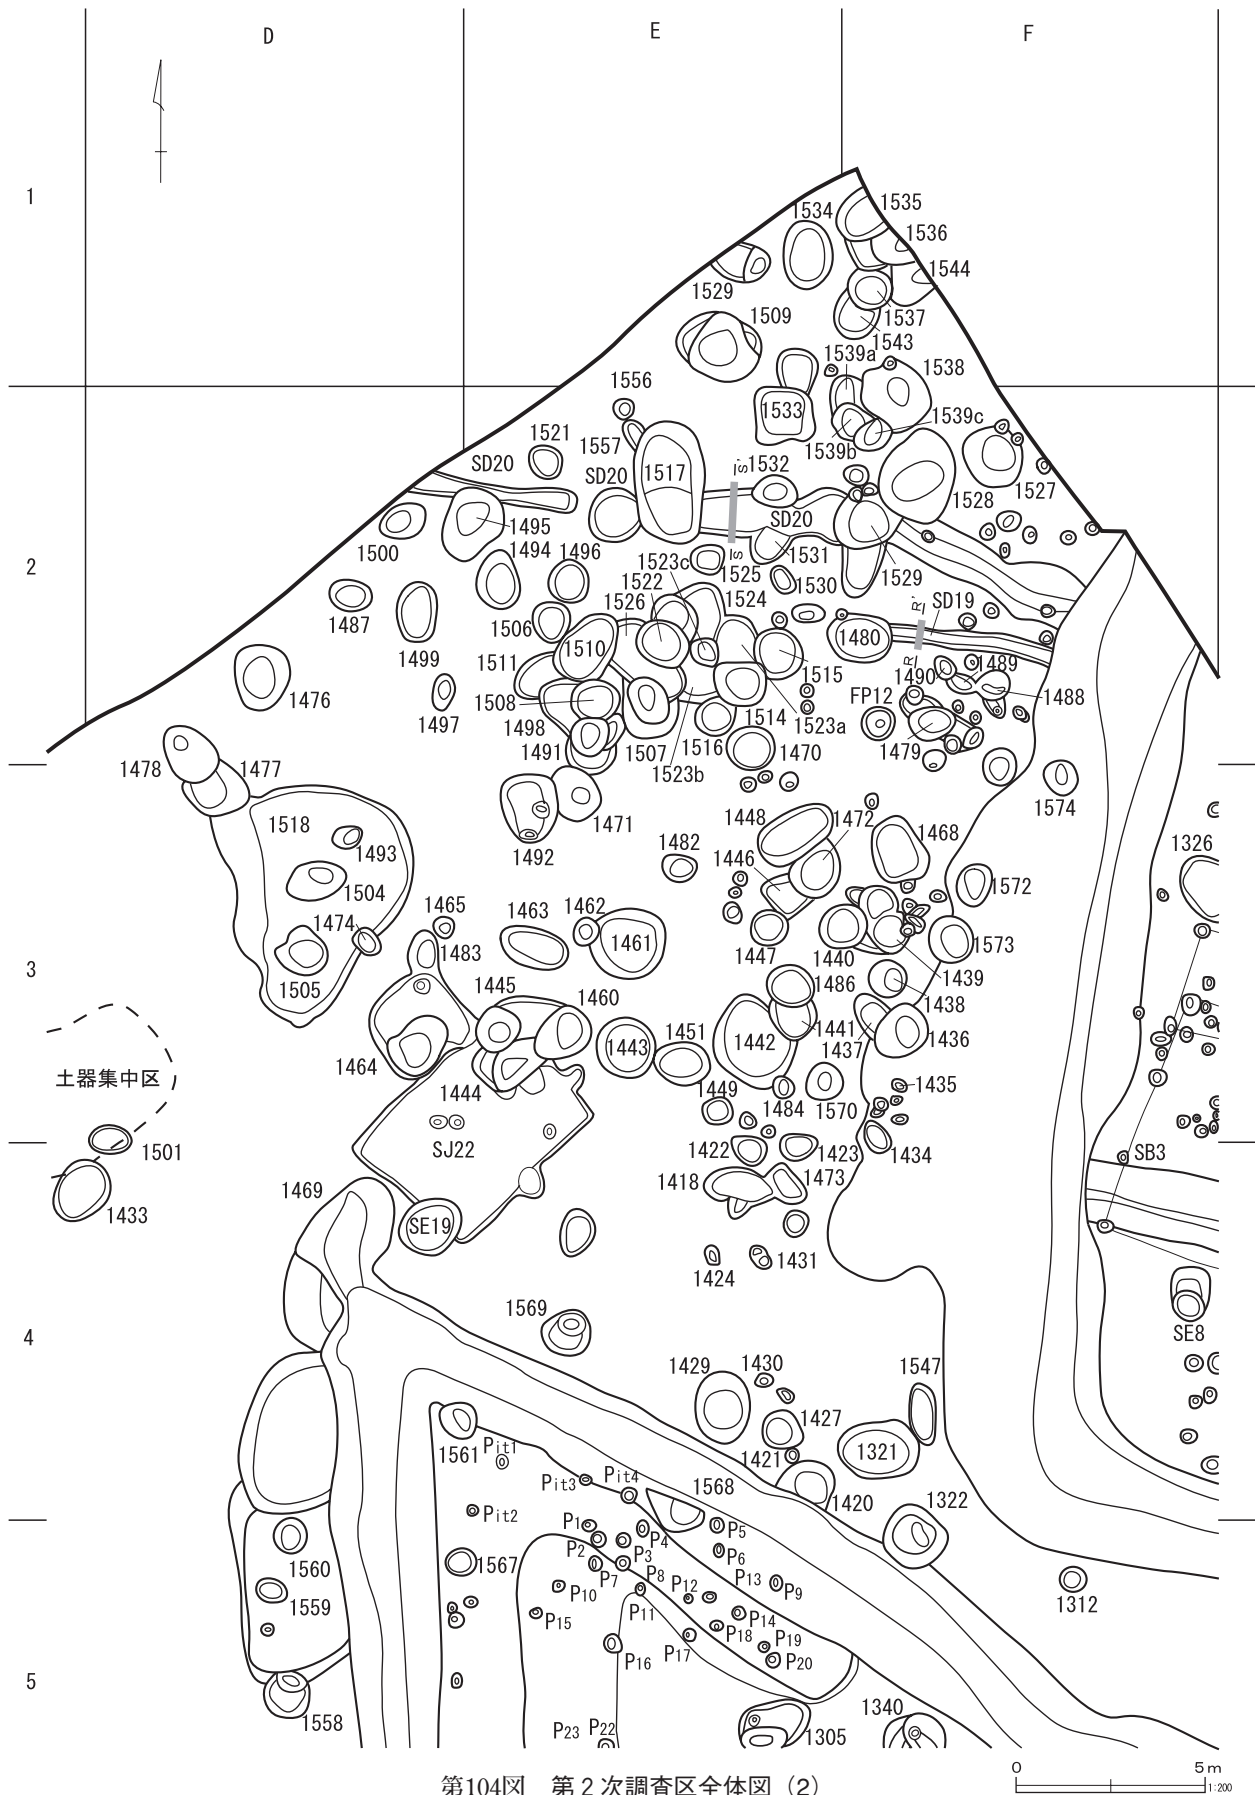 D E F
1
1535
1534
1536
1544
1529
1537
1509
1543
1539a
1538
1556
1533
1539c
1557
1539b
1521
SD20
SD20
1517
S'
1532
1527
1528
1495
SD20
1500
1531
S
2
1494
1496
1523c
1525
1529
1522
1530
1526
1524
SD19
R'
1487
1506
1499
1510
1480
1515
R
1511
1490
1489
1476
1508
FP12
1488
1497
1498
1514
1523a
1491
1507
1516
1479
1478
1477
1523b
1470
1574
1518
1471
1448
1472
1468
1493
1492
1482
1446
1326
1504
1572
1474
1465
1463
1462
1461
1483
1447
1440
1573
3
1505
1439
1445
1460
1486
1438
1464
1443
1451
1442
1441
1437
1436
土器集中区
1444
1449
1484
1570
1435
1501
SJ22
1422
1423
1434
SB3
1433
1469
1418
1473
SE19
1424
1431
4
1569
SE8
1429
1430
1547
1427
1561
Pit1
1421
1321
Pit3
Pit4
1568
1420
1322
Pit2
P1
P4
P5
P2
P3
P6
1560
1567
P7
P8
P13
P9
1559
P10
P12
1312
P11
P14
P15
P18
P19
P16
P17
P20
5
1558
P23
P22
1305
1340
第104図 第2次調査区全体図(2)
0 5m
1:200